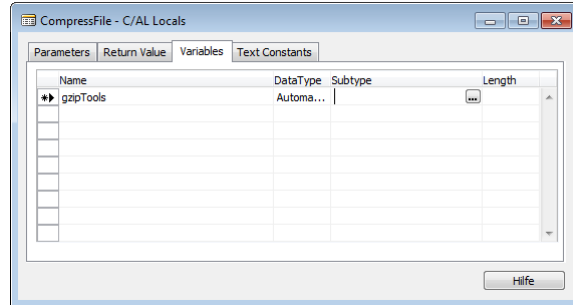 CompressFile - C/AL Locals
Parameters Return Value Variables Text Constants
Name DataType Subtype Length
gzipTools Automa... ...
Hilfe